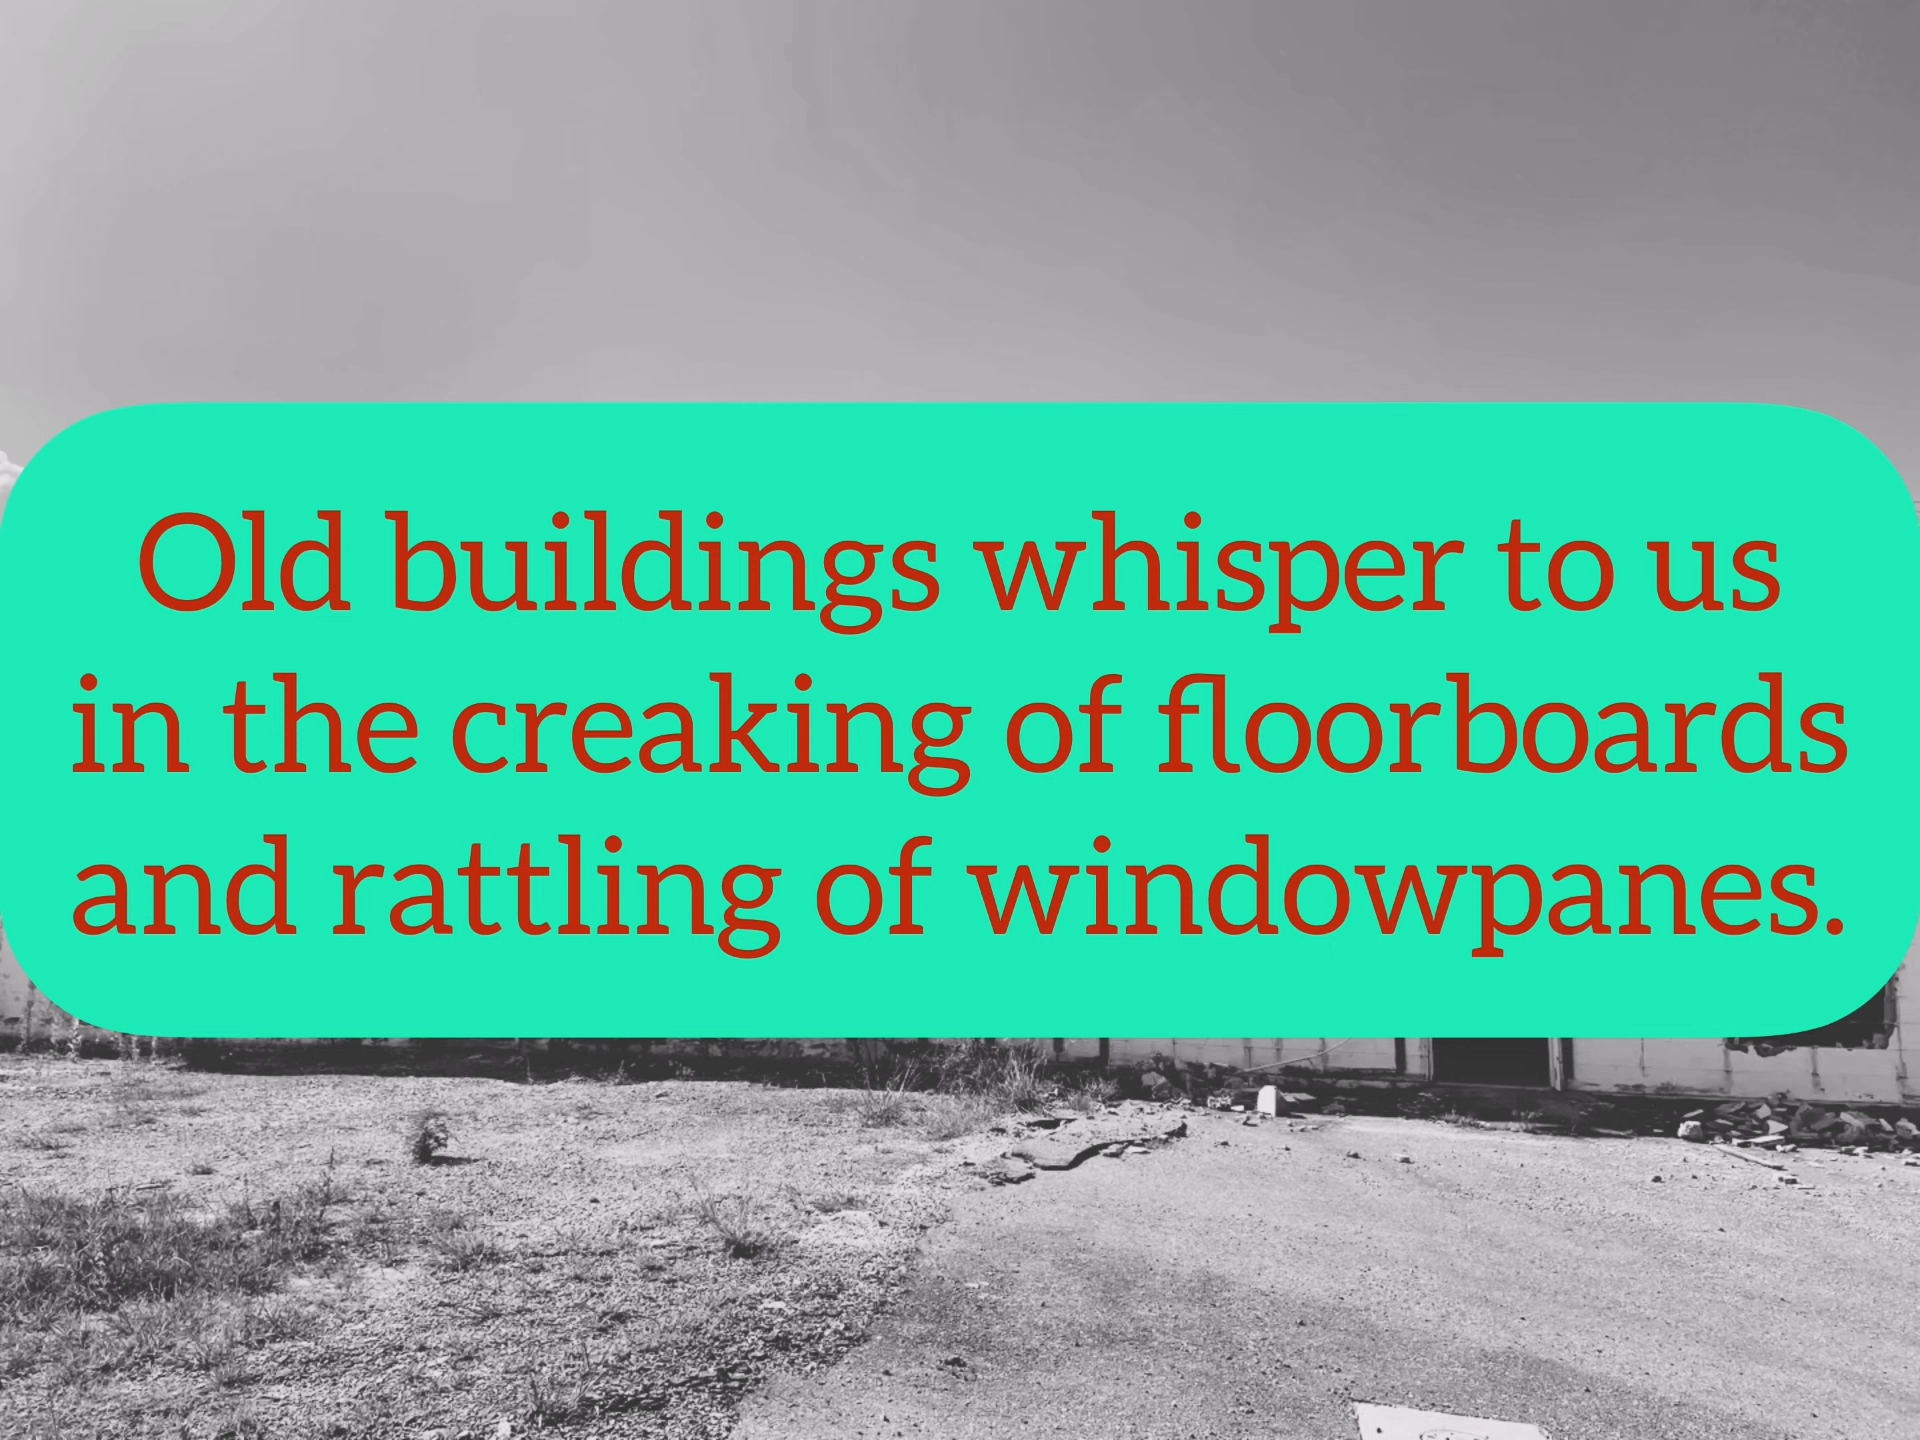 Old buildings whisper to us
in the creaking of floorboards
and rattling of windowpanes.